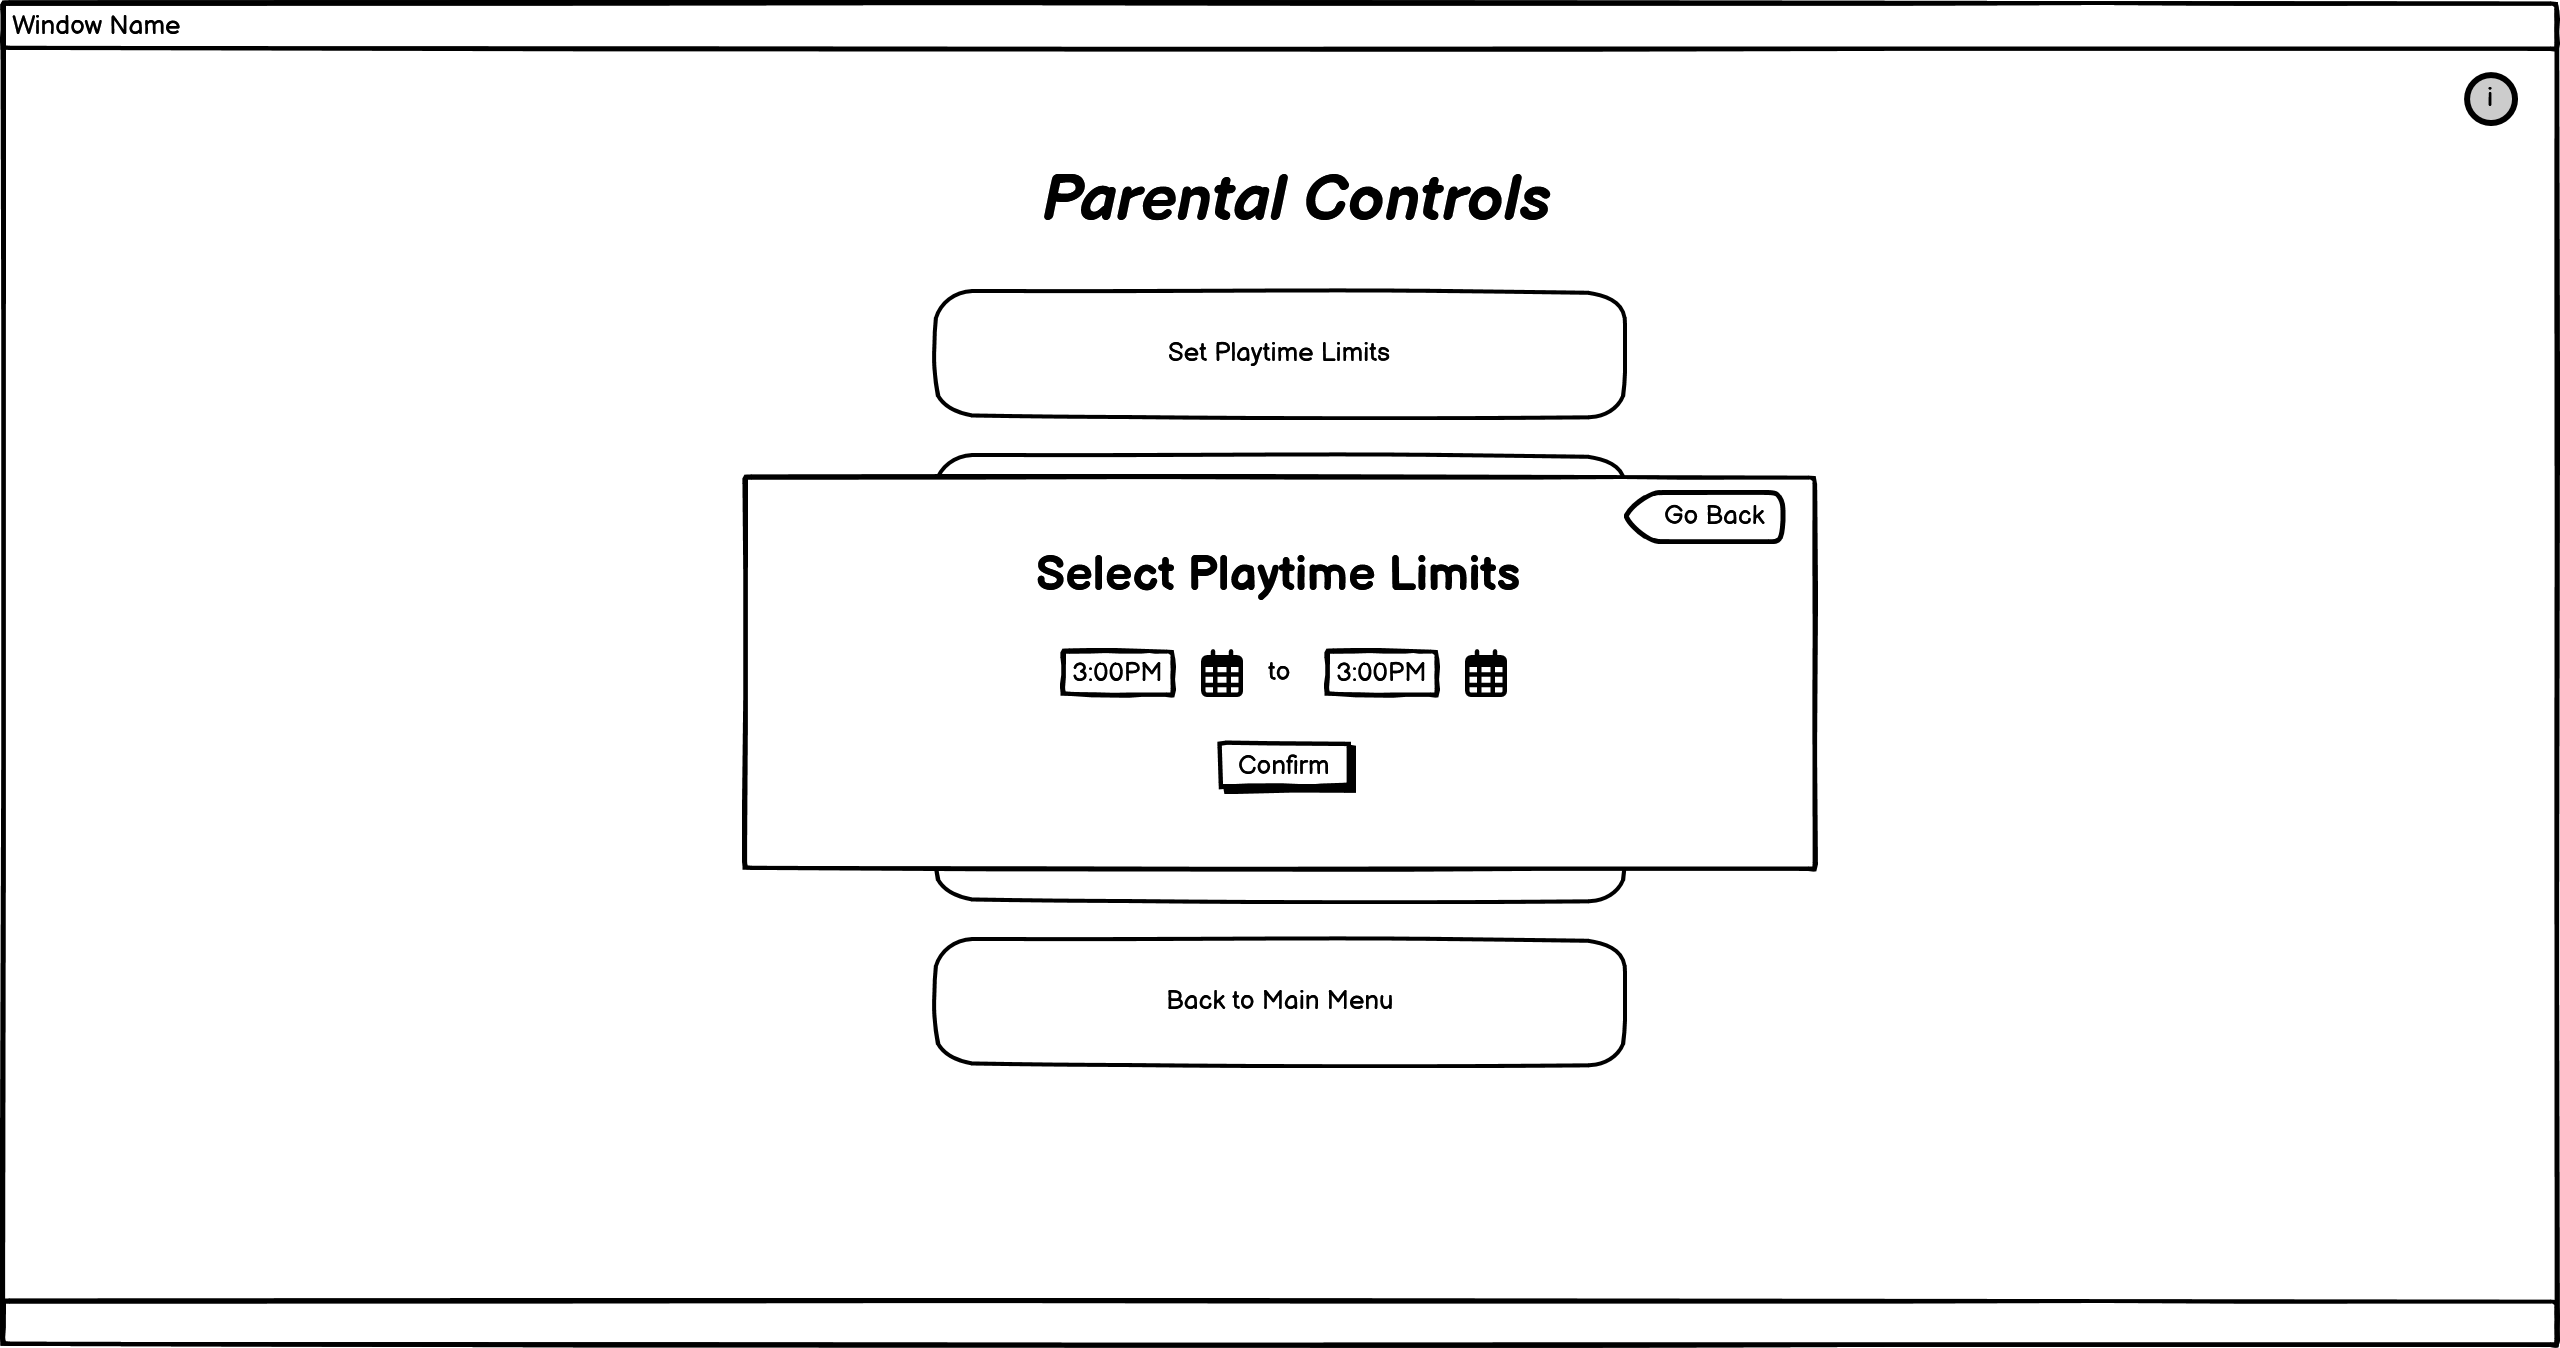 Window Name
i
Parental Controls
Set Playtime Limits
Go Back
Select Playtime Limits
3:00PM to 3:00PM
Confirm
Back to Main Menu